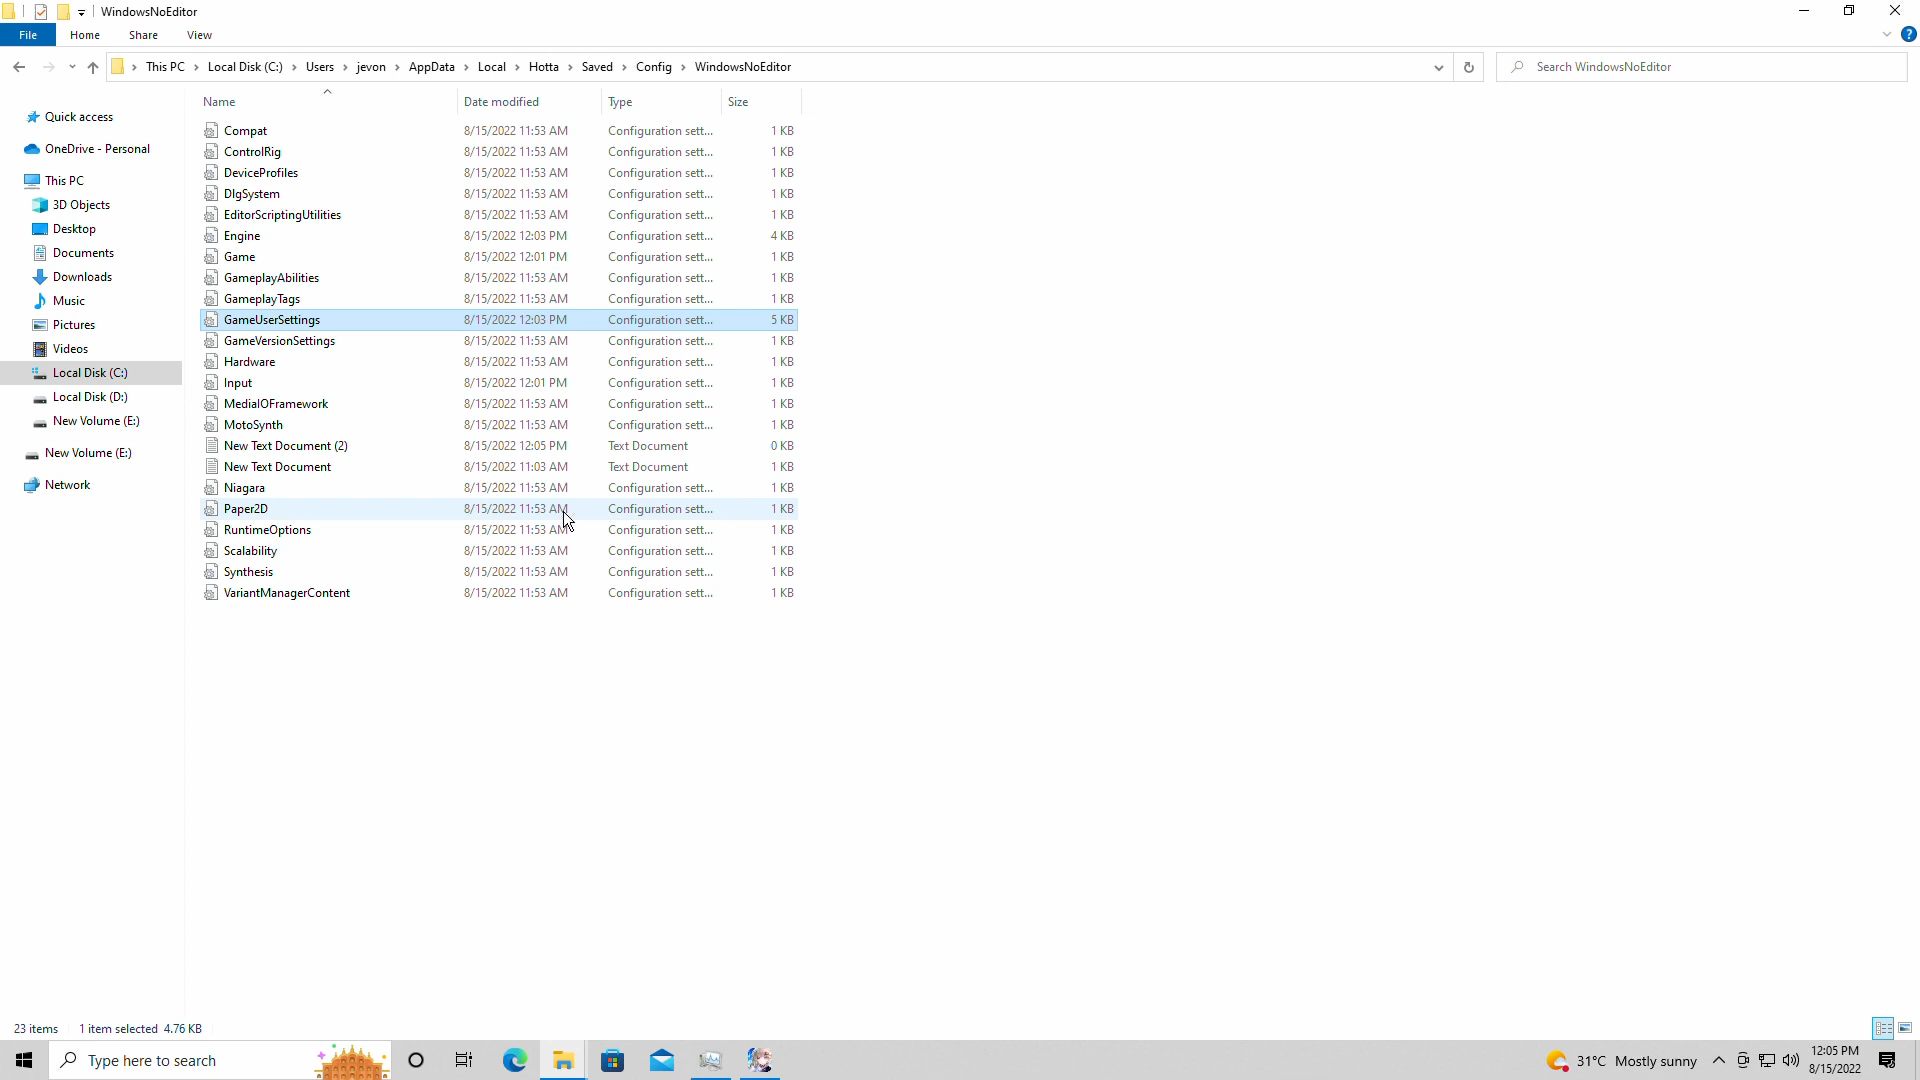 WindowsNoEditor
File Home Share View
This PC Local Disk (C:) Users jevon AppData Local Hotta Saved Config WindowsNoEditor
Search WindowsNoEditor
Name Date modified Type Size
Quick access
OneDrive - Personal
This PC
3D Objects
Desktop
Documents
Downloads
Music
Pictures
Videos
Local Disk (C:)
Local Disk (D:)
New Volume (E:)
New Volume (E:)
Network
Compat 8/15/2022 11:53 AM Configuration sett... 1 KB
ControlRig 8/15/2022 11:53 AM Configuration sett... 1 KB
DeviceProfiles 8/15/2022 11:53 AM Configuration sett... 1 KB
DlgSystem 8/15/2022 11:53 AM Configuration sett... 1 KB
EditorScriptingUtilities 8/15/2022 11:53 AM Configuration sett... 1 KB
Engine 8/15/2022 12:03 PM Configuration sett... 4 KB
Game 8/15/2022 12:01 PM Configuration sett... 1 KB
GameplayAbilities 8/15/2022 11:53 AM Configuration sett... 1 KB
GameplayTags 8/15/2022 11:53 AM Configuration sett... 1 KB
GameUserSettings 8/15/2022 12:03 PM Configuration sett... 5 KB
GameVersionSettings 8/15/2022 11:53 AM Configuration sett... 1 KB
Hardware 8/15/2022 11:53 AM Configuration sett... 1 KB
Input 8/15/2022 12:01 PM Configuration sett... 1 KB
MediaIOFramework 8/15/2022 11:53 AM Configuration sett... 1 KB
MotoSynth 8/15/2022 11:53 AM Configuration sett... 1 KB
New Text Document (2) 8/15/2022 12:05 PM Text Document 0 KB
New Text Document 8/15/2022 11:03 AM Text Document 1 KB
Niagara 8/15/2022 11:53 AM Configuration sett... 1 KB
Paper2D 8/15/2022 11:53 AM Configuration sett... 1 KB
RuntimeOptions 8/15/2022 11:53 AM Configuration sett... 1 KB
Scalability 8/15/2022 11:53 AM Configuration sett... 1 KB
Synthesis 8/15/2022 11:53 AM Configuration sett... 1 KB
VariantManagerContent 8/15/2022 11:53 AM Configuration sett... 1 KB
23 items 1 item selected 4.76 KB
Type here to search
31°C Mostly sunny
12:05 PM
8/15/2022